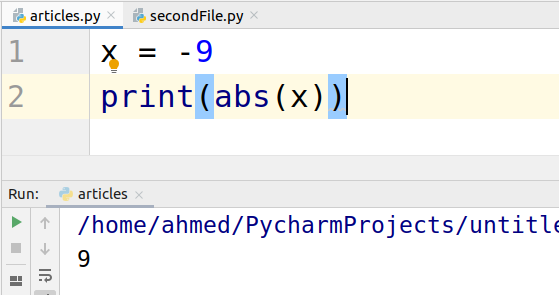 articles.py × secondFile.py ×
1 x = -9
2 print(abs(x))
Run: articles ×
/home/ahmed/PycharmProjects/untitle
9